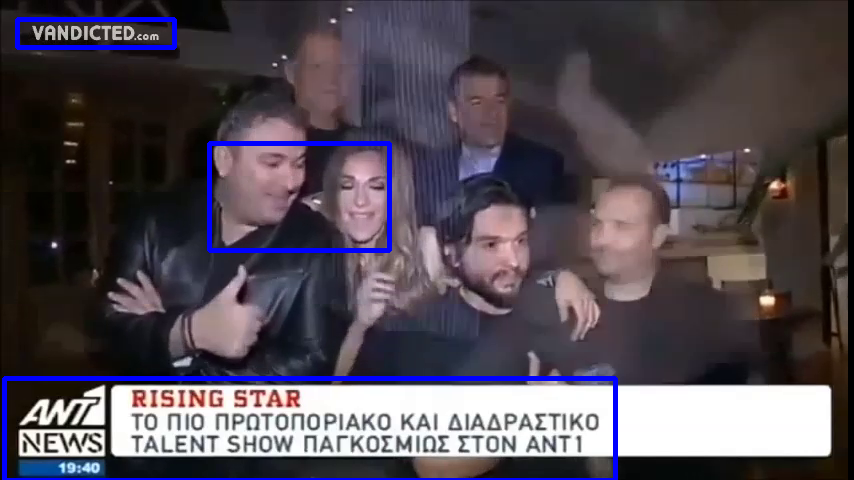 VANDICTED.com
RISING STAR
ΤΟ ΠΙΟ ΠΡΩΤΟΠΟΡΙΑΚΟ ΚΑΙ ΔΙΑΔΡΑΣΤΙΚΟ
TALENT SHOW ΠΑΓΚΟΣΜΙΩΣ ΣΤΟΝ ΑΝΤ1
ANT1
NEWS
19:40